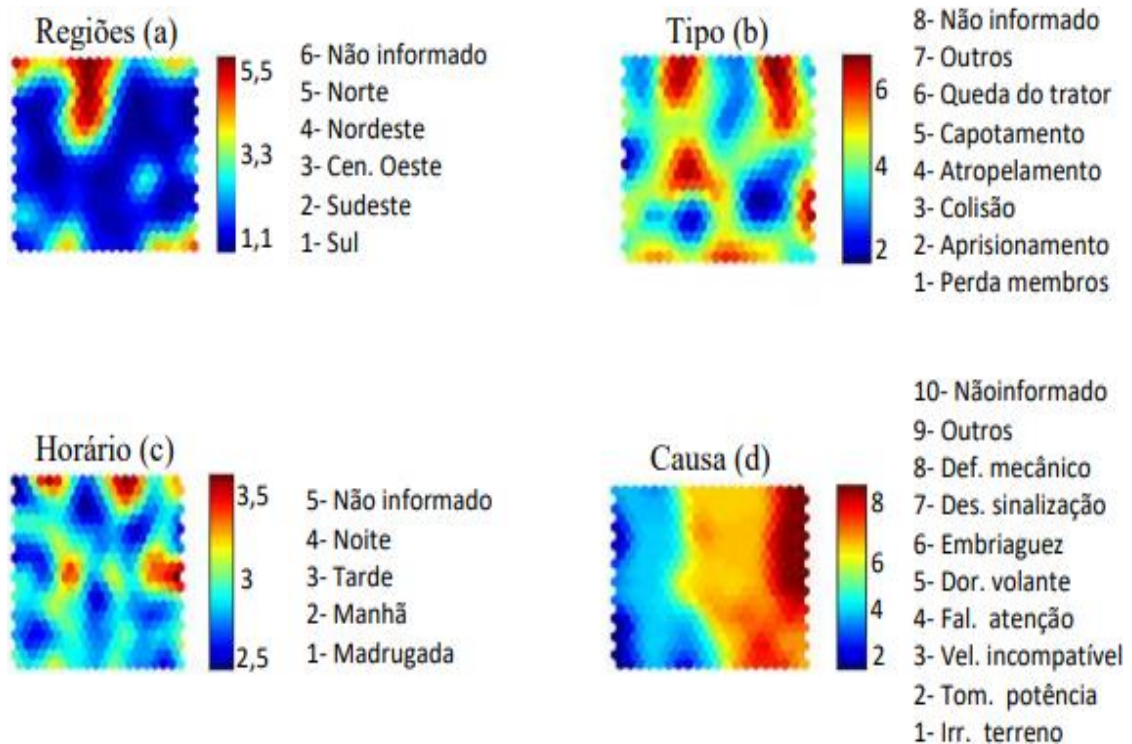 Regiões (a)
5,5
3,3
1,1
6- Não informado
5- Norte
4- Nordeste
3- Cen. Oeste
2- Sudeste
1- Sul
Tipo (b)
6
4
2
8- Não informado
7- Outros
6- Queda do trator
5- Capotamento
4- Atropelamento
3- Colisão
2- Aprisionamento
1- Perda membros
Horário (c)
3,5
3
2,5
5- Não informado
4- Noite
3- Tarde
2- Manhã
1- Madrugada
Causa (d)
8
6
4
2
10- Nãoinformado
9- Outros
8- Def. mecânico
7- Des. sinalização
6- Embriaguez
5- Dor. volante
4- Fal. atenção
3- Vel. incompatível
2- Tom. potência
1- Irr. terreno